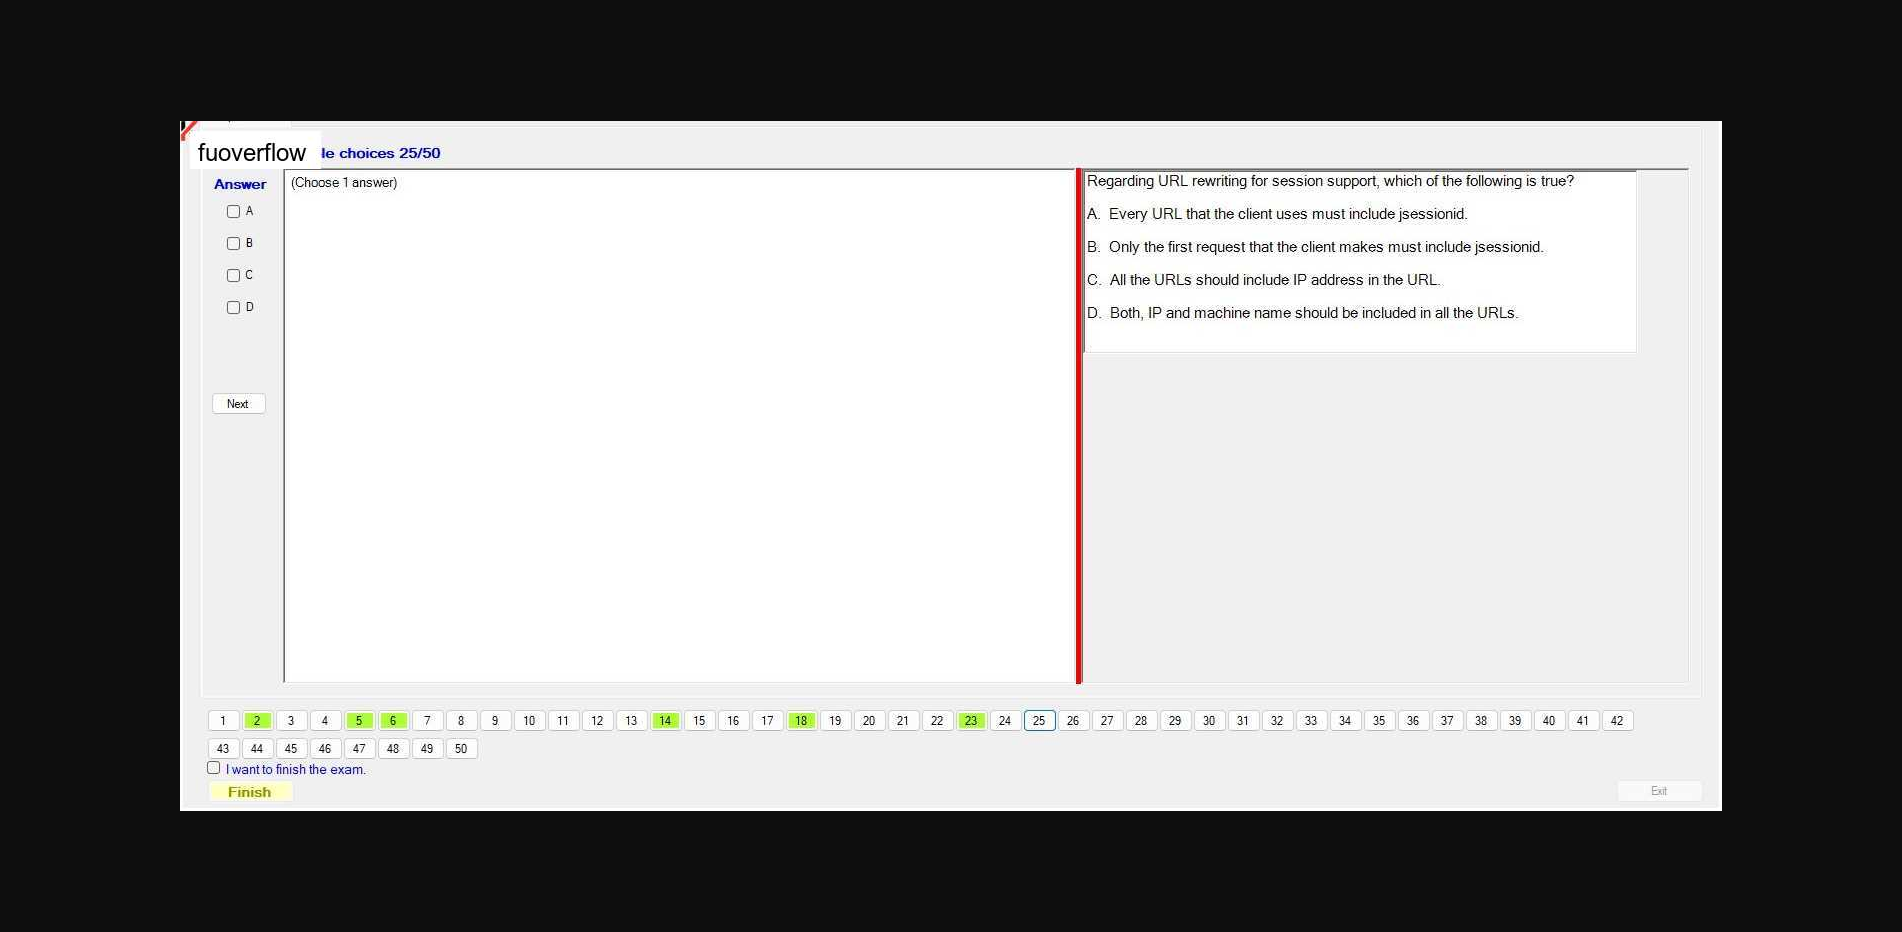 fuoverflow
le choices 25/50
Answer
(Choose 1 answer)
A
B
C
D
Next
Regarding URL rewriting for session support, which of the following is true?
A. Every URL that the client uses must include jsessionid.
B. Only the first request that the client makes must include jsessionid.
C. All the URLs should include IP address in the URL.
D. Both, IP and machine name should be included in all the URLs.
1 2 3 4 5 6 7 8 9 10 11 12 13 14 15 16 17 18 19 20 21 22 23 24 25 26 27 28 29 30 31 32 33 34 35 36 37 38 39 40 41 42
43 44 45 46 47 48 49 50
I want to finish the exam.
Finish
Exit